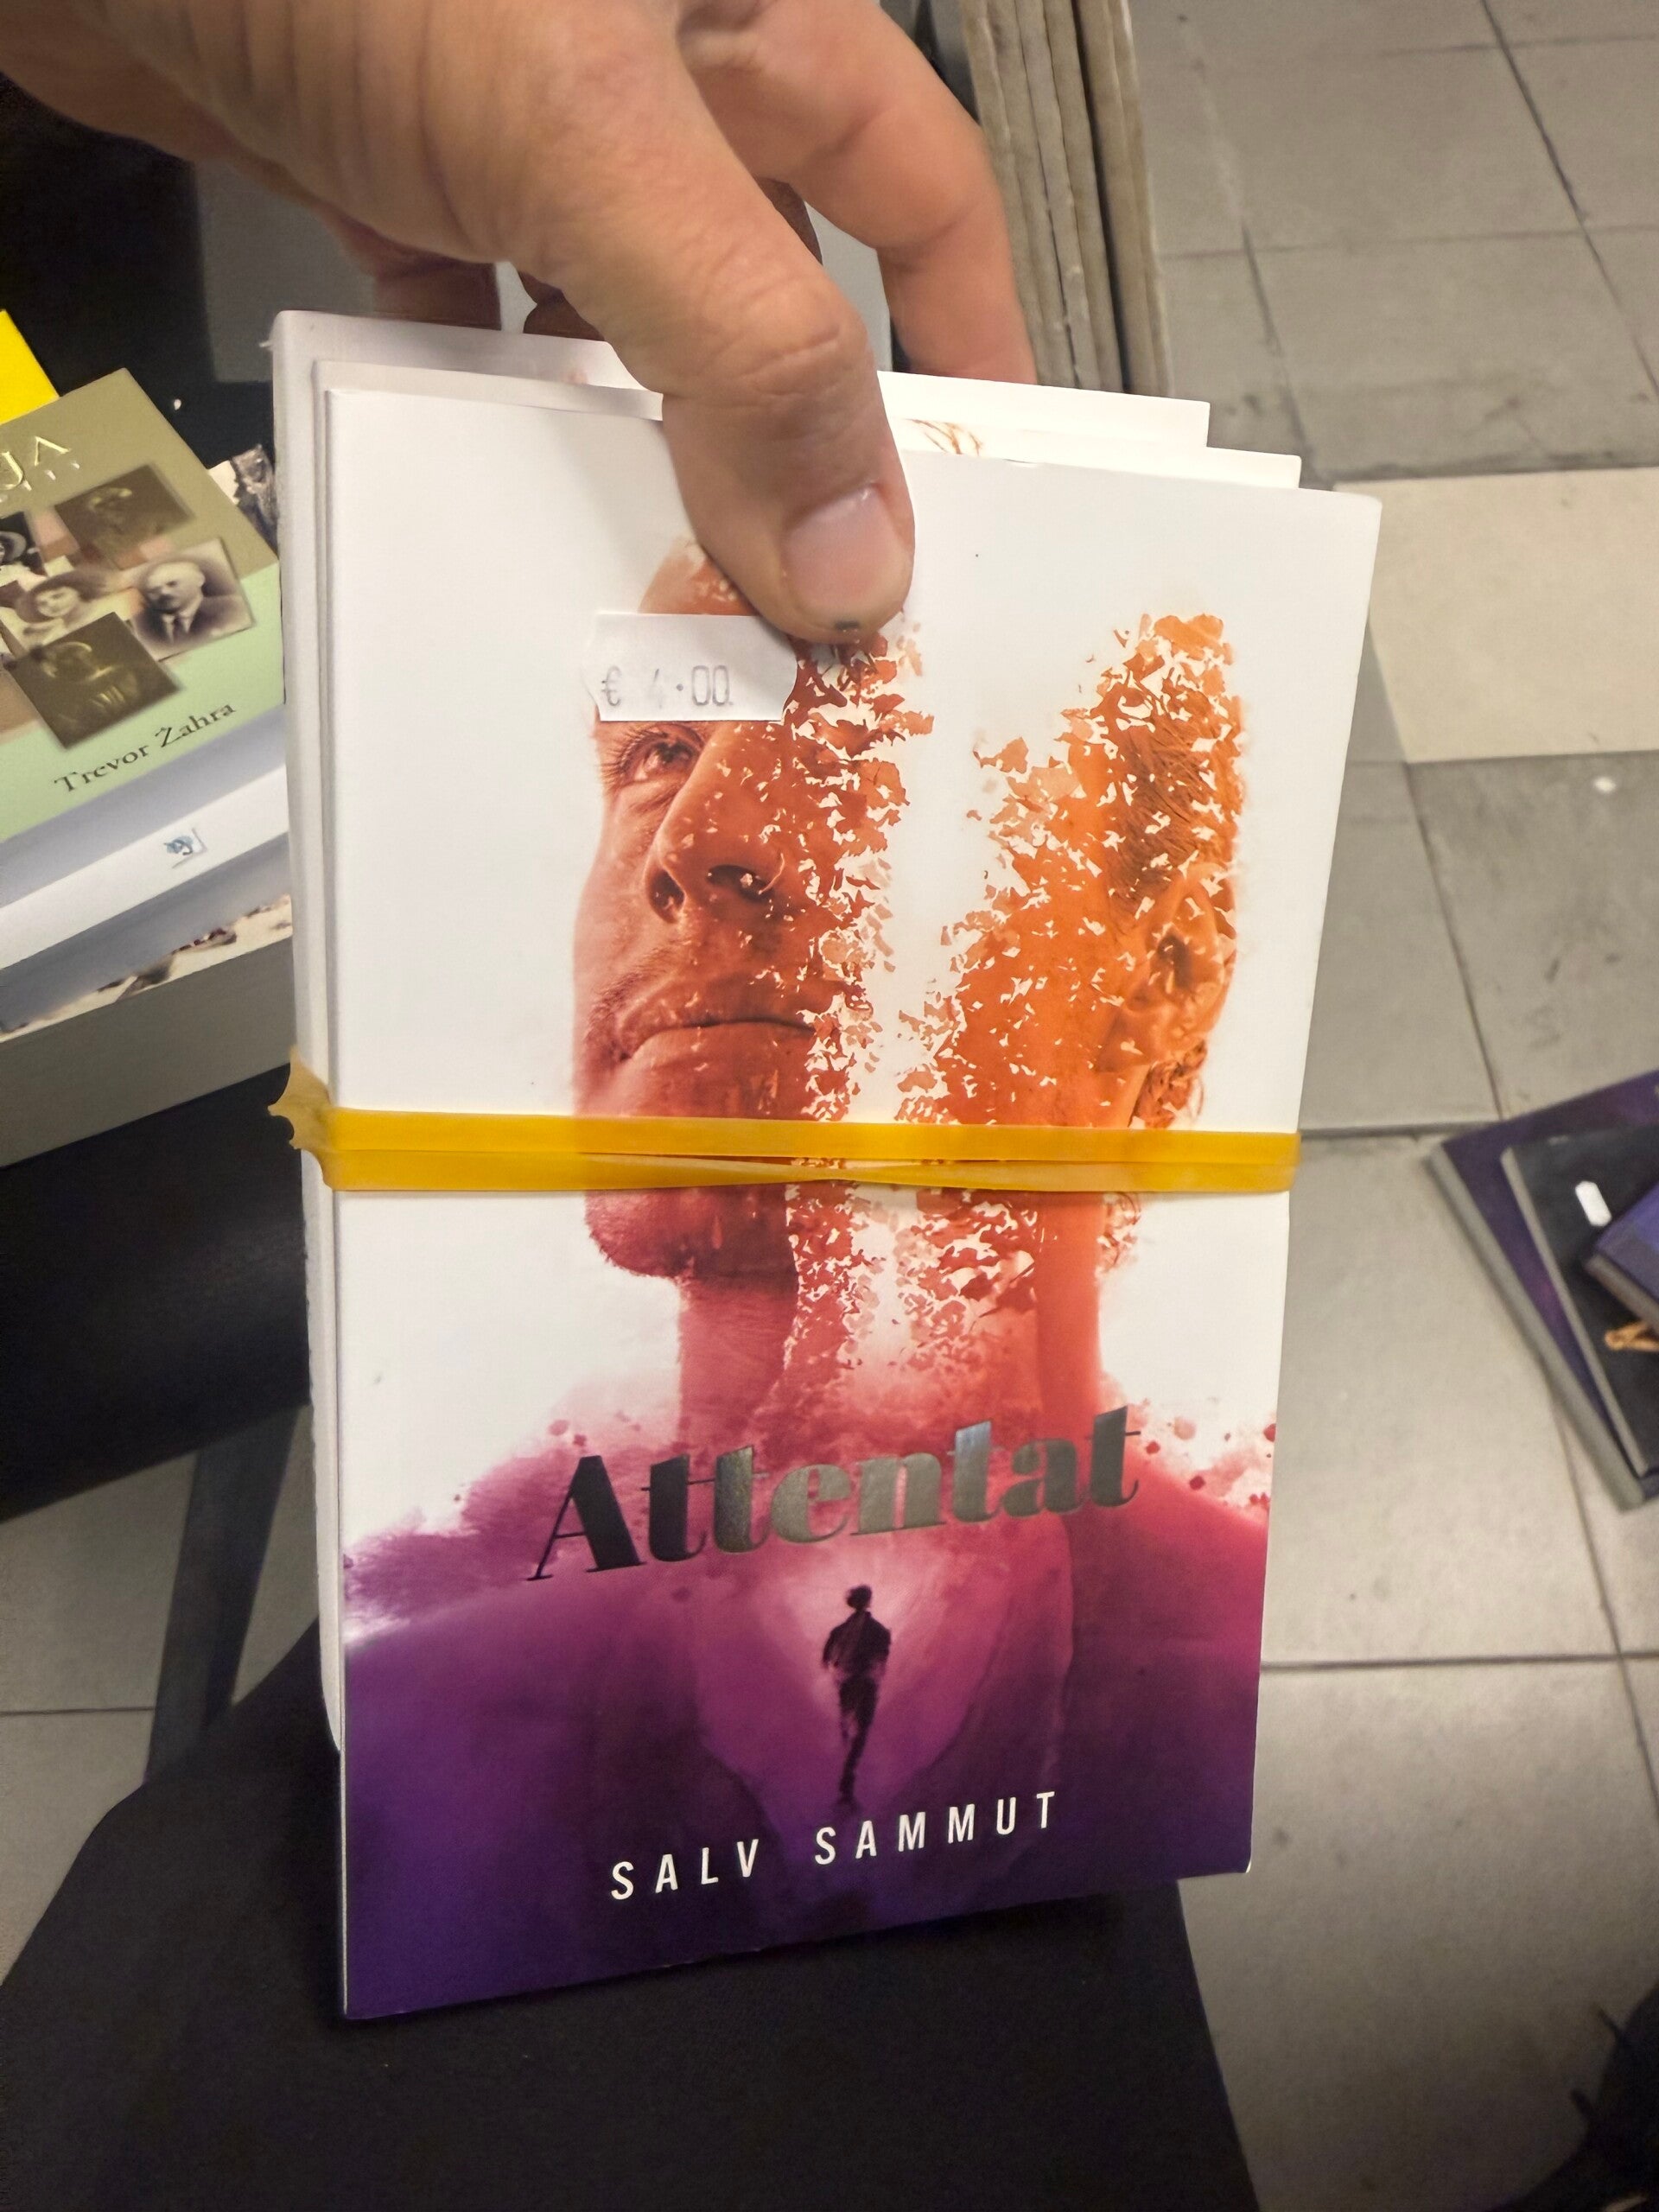 Trevor Żahra
€ 4.00
Attentat
SALV SAMMUT